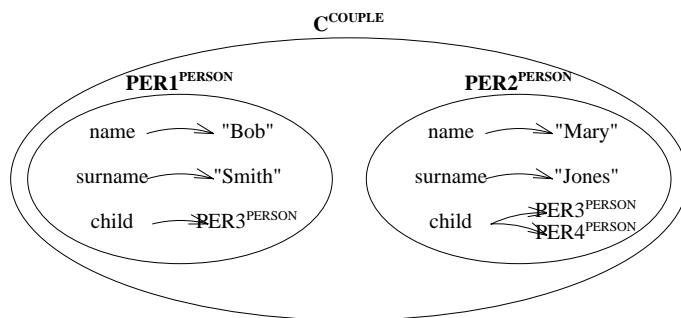 C^COUPLE
PER1^PERSON PER2^PERSON
name "Bob" name "Mary"
surname "Smith" surname "Jones"
child PER3^PERSON child PER3^PERSON
PER4^PERSON